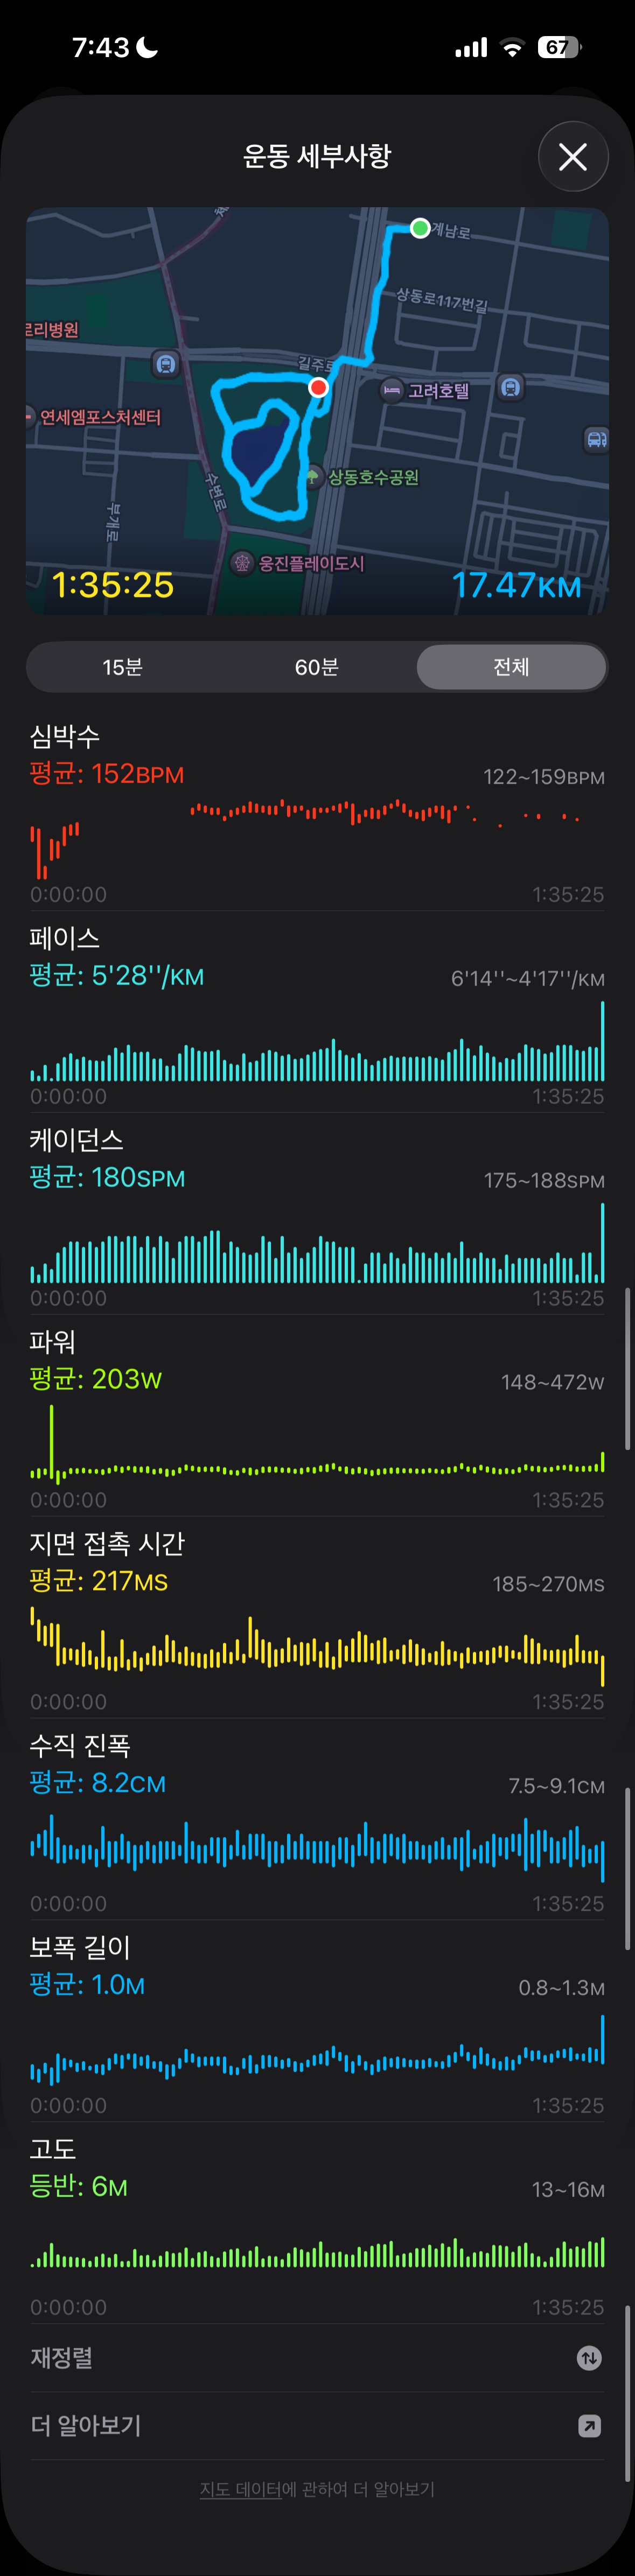 7:43
67
운동 세부사항
계남로
상동로117번길
길주로
고려호텔
연세엠포스처센터
상동호수공원
수변로
부개로
웅진플레이도시
1:35:25
17.47KM
15분
60분
전체
심박수
평균: 152BPM
122~159BPM
0:00:00
1:35:25
페이스
평균: 5'28''/KM
6'14''~4'17''/KM
0:00:00
1:35:25
케이던스
평균: 180SPM
175~188SPM
0:00:00
1:35:25
파워
평균: 203W
148~472W
0:00:00
1:35:25
지면 접촉 시간
평균: 217MS
185~270MS
0:00:00
1:35:25
수직 진폭
평균: 8.2CM
7.5~9.1CM
0:00:00
1:35:25
보폭 길이
평균: 1.0M
0.8~1.3M
0:00:00
1:35:25
고도
등반: 6M
13~16M
0:00:00
1:35:25
재정렬
더 알아보기
지도 데이터에 관하여 더 알아보기